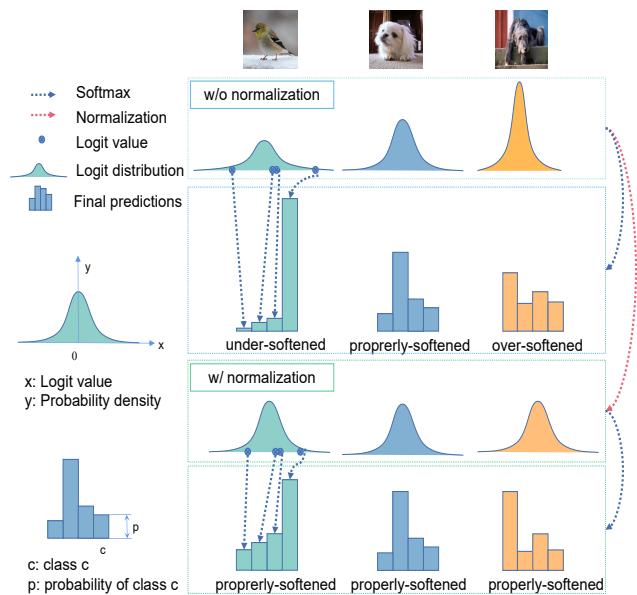 Softmax
Normalization
Logit value
Logit distribution
Final predictions
w/o normalization
y
x
0
x: Logit value
y: Probability density
under-softened
proprerly-softened
over-softened
w/ normalization
p
c
c: class c
p: probability of class c
proprerly-softened
properly-softened
properly-softened